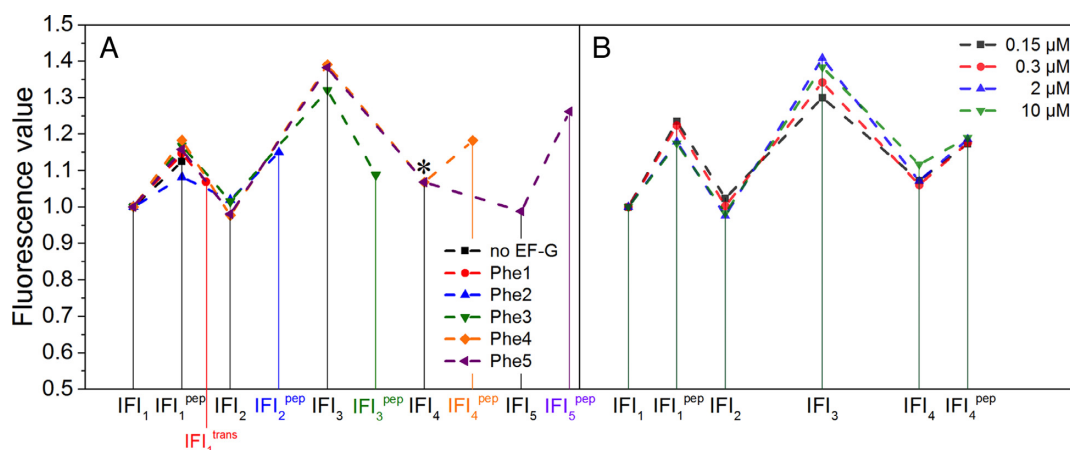 A
B
Fluorescence value
1.5
1.4
1.3
1.2
1.1
1.0
0.9
0.8
0.7
0.6
0.5
*
no EF-G
Phe1
Phe2
Phe3
Phe4
Phe5
0.15 µM
0.3 µM
2 µM
10 µM
IFI₁ IFI₁ᵖᵉᵖ IFI₂ IFI₂ᵖᵉᵖ IFI₃ IFI₃ᵖᵉᵖ IFI₄ IFI₄ᵖᵉᵖ IFI₅ IFI₅ᵖᵉᵖ
IFI₁ᵗʳᵃⁿˢ
IFI₁ IFI₁ᵖᵉᵖ IFI₂ IFI₃ IFI₄ IFI₄ᵖᵉᵖ